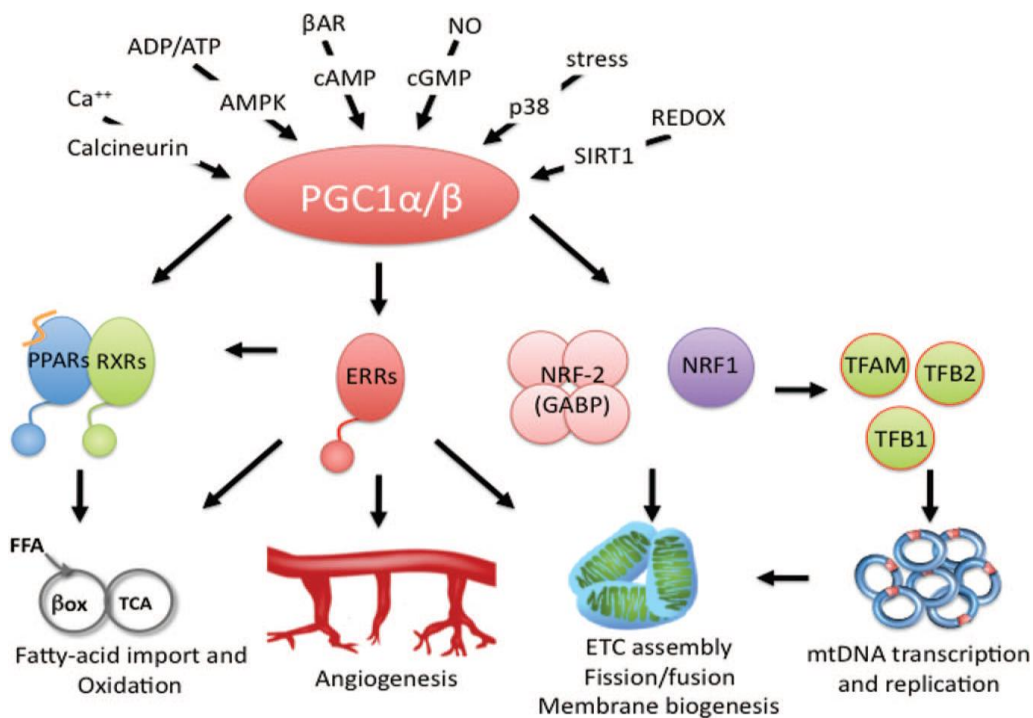 βAR
NO
ADP/ATP
stress
cAMP
cGMP
Ca⁺⁺
AMPK
p38
REDOX
Calcineurin
SIRT1
PGC1α/β
PPARs
RXRs
ERRs
NRF-2
(GABP)
NRF1
TFAM
TFB2
TFB1
FFA
βox
TCA
Fatty-acid import and
Oxidation
Angiogenesis
ETC assembly
Fission/fusion
Membrane biogenesis
mtDNA transcription
and replication